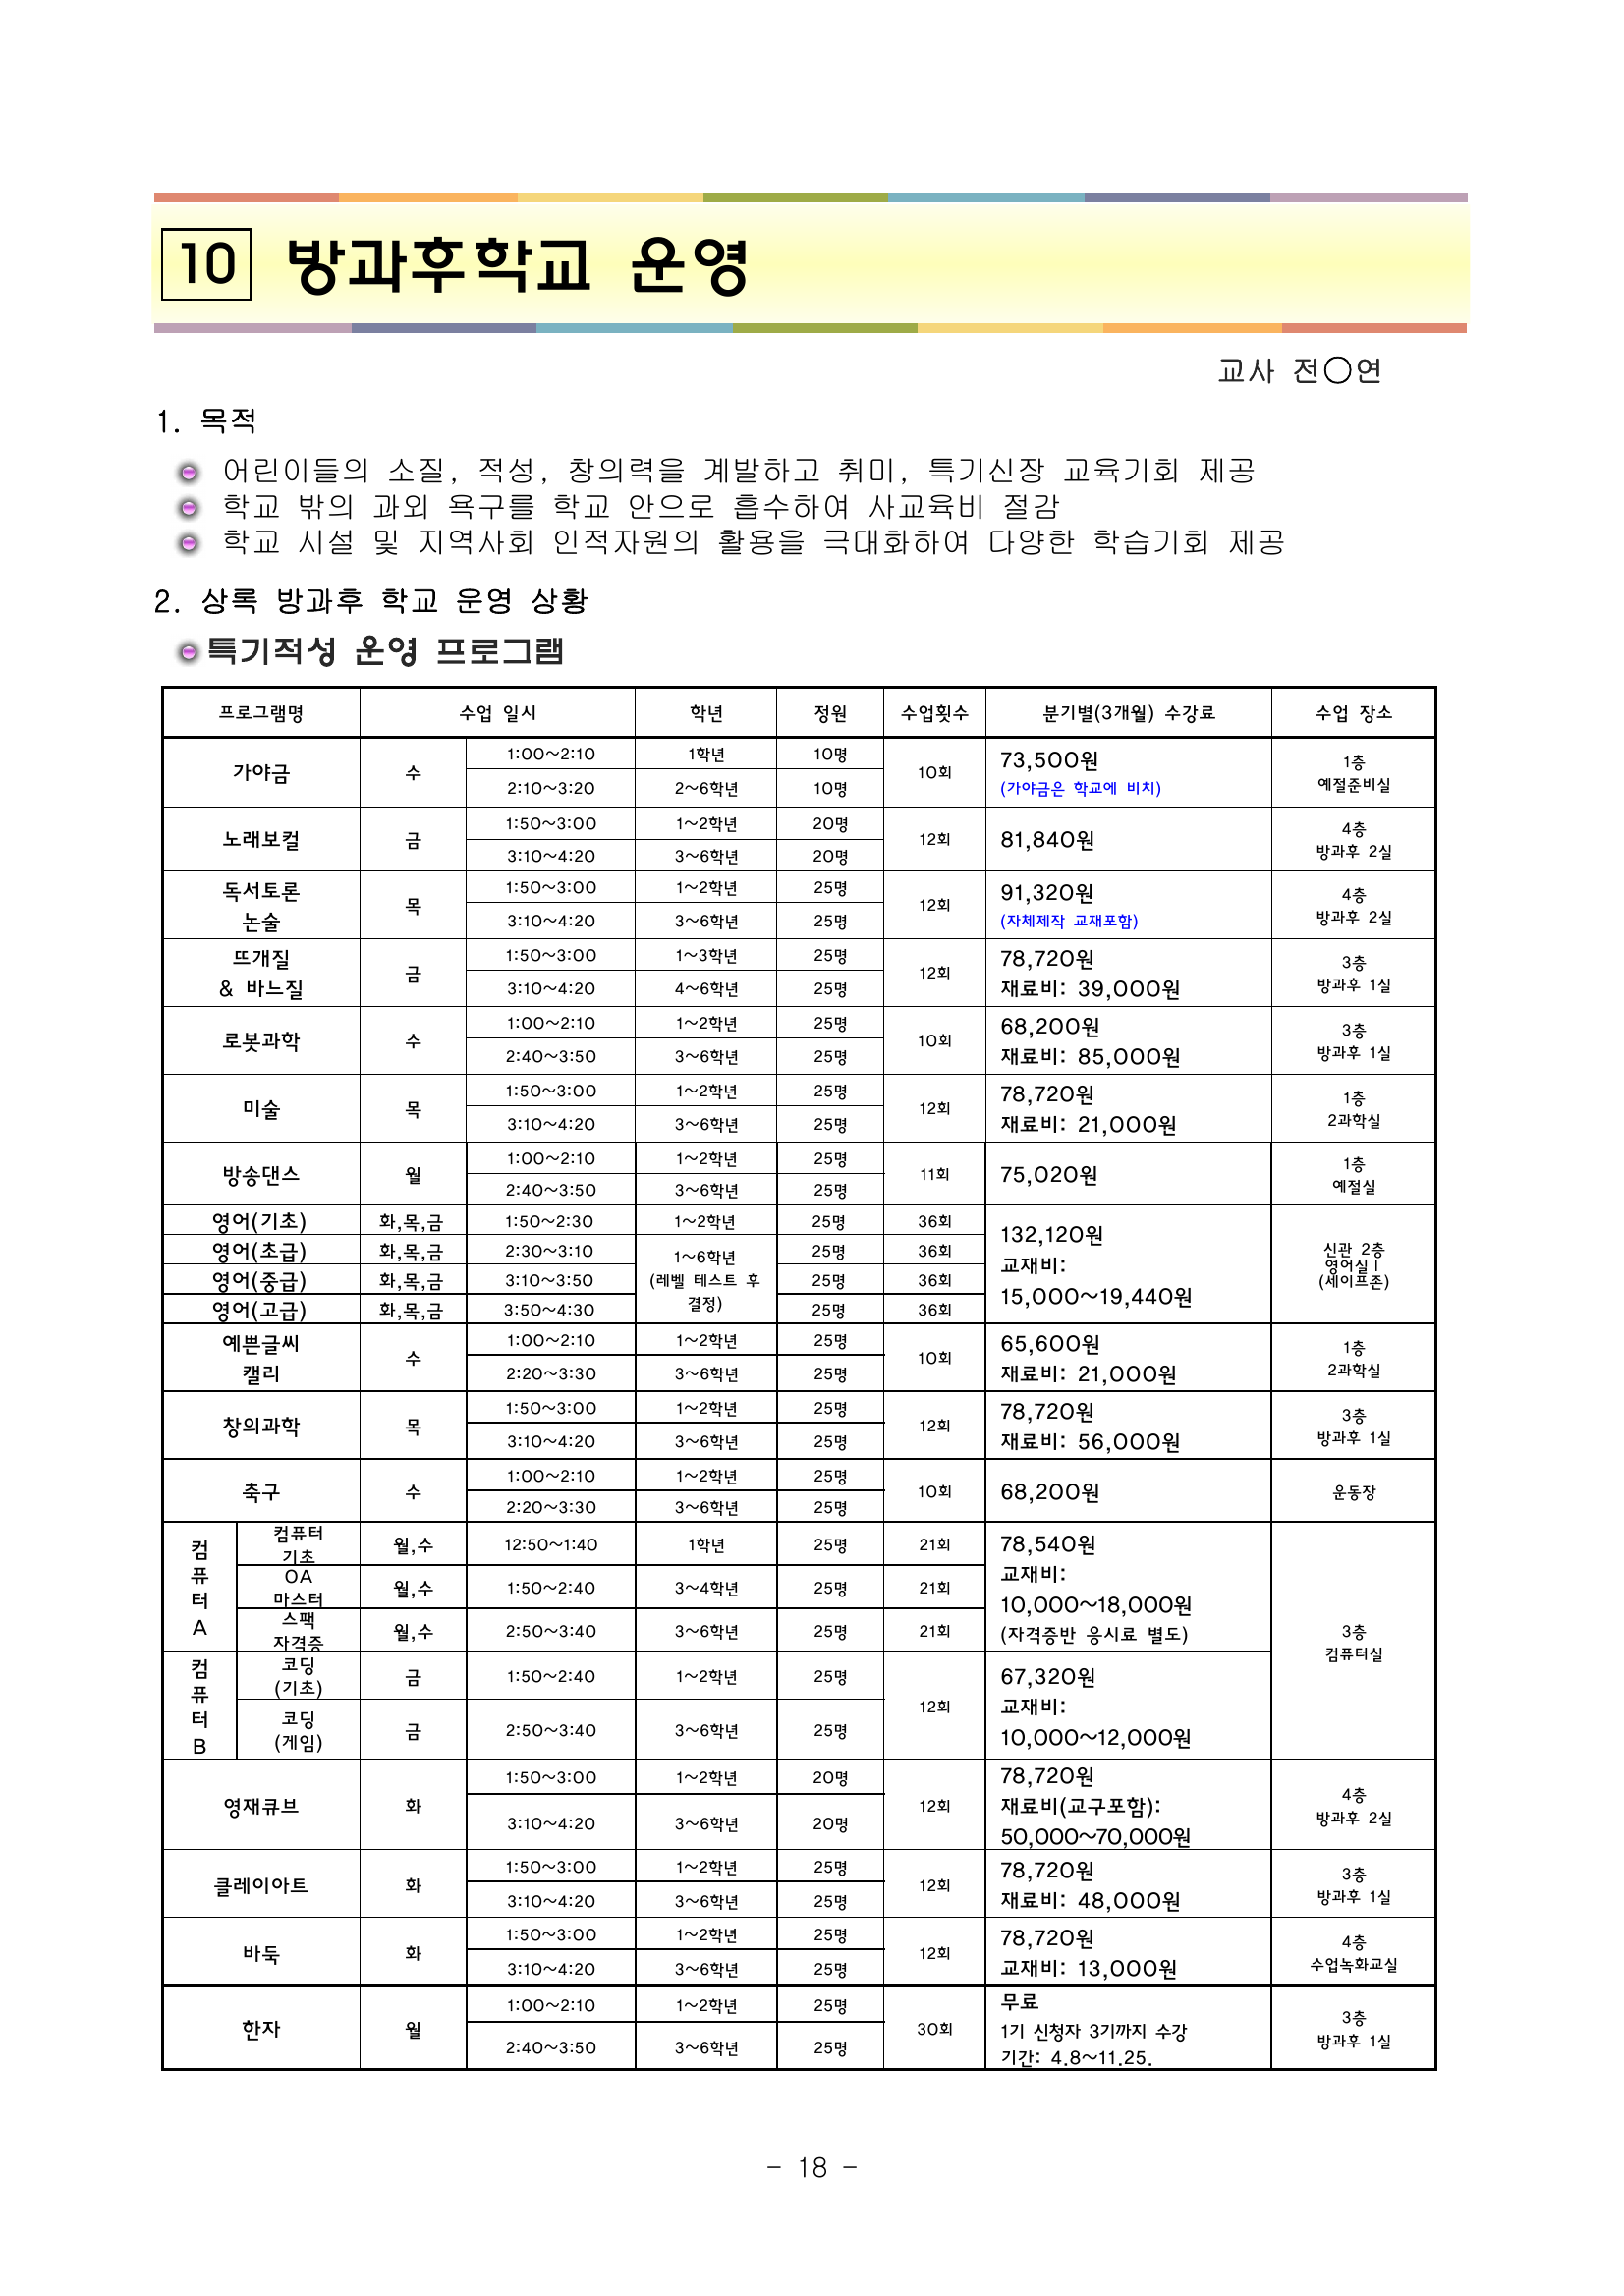 10 방과후학교 운영
교사 전○연
1. 목적
어린이들의 소질, 적성, 창의력을 계발하고 취미, 특기신장 교육기회 제공
학교 밖의 과외 욕구를 학교 안으로 흡수하여 사교육비 절감
학교 시설 및 지역사회 인적자원의 활용을 극대화하여 다양한 학습기회 제공
2. 상록 방과후 학교 운영 상황
특기적성 운영 프로그램
프로그램명 수업 일시 학년 정원 수업횟수 분기별(3개월) 수강료 수업 장소
가야금 수 1:00~2:10 1학년 10명 10회 73,500원 1층
2:10~3:20 2~6학년 10명 (가야금은 학교에 비치) 예절준비실
노래보컬 금 1:50~3:00 1~2학년 20명 12회 81,840원 4층
3:10~4:20 3~6학년 20명 방과후 2실
독서토론 목 1:50~3:00 1~2학년 25명 12회 91,320원 4층
논술 3:10~4:20 3~6학년 25명 (자체제작 교재포함) 방과후 2실
뜨개질 금 1:50~3:00 1~3학년 25명 12회 78,720원 3층
& 바느질 3:10~4:20 4~6학년 25명 재료비: 39,000원 방과후 1실
로봇과학 수 1:00~2:10 1~2학년 25명 10회 68,200원 3층
2:40~3:50 3~6학년 25명 재료비: 85,000원 방과후 1실
미술 목 1:50~3:00 1~2학년 25명 12회 78,720원 1층
3:10~4:20 3~6학년 25명 재료비: 21,000원 2과학실
방송댄스 월 1:00~2:10 1~2학년 25명 11회 75,020원 1층
2:40~3:50 3~6학년 25명 예절실
영어(기초) 화,목,금 1:50~2:30 1~2학년 25명 36회 132,120원
영어(초급) 화,목,금 2:30~3:10 1~6학년 25명 36회 교재비: 신관 2층
영어(중급) 화,목,금 3:10~3:50 (레벨 테스트 후 25명 36회 15,000~19,440원 영어실Ⅰ
영어(고급) 화,목,금 3:50~4:30 결정) 25명 36회 (세이프존)
예쁜글씨 수 1:00~2:10 1~2학년 25명 10회 65,600원 1층
캘리 2:20~3:30 3~6학년 25명 재료비: 21,000원 2과학실
창의과학 목 1:50~3:00 1~2학년 25명 12회 78,720원 3층
3:10~4:20 3~6학년 25명 재료비: 56,000원 방과후 1실
축구 수 1:00~2:10 1~2학년 25명 10회 68,200원 운동장
2:20~3:30 3~6학년 25명
컴퓨터A 컴퓨터 기초 월,수 12:50~1:40 1학년 25명 21회 78,540원 3층
OA 마스터 월,수 1:50~2:40 3~4학년 25명 21회 교재비: 10,000~18,000원 컴퓨터실
스팩 자격증 월,수 2:50~3:40 3~6학년 25명 21회 (자격증반 응시료 별도)
컴퓨터B 코딩 (기초) 금 1:50~2:40 1~2학년 25명 12회 67,320원
코딩 (게임) 금 2:50~3:40 3~6학년 25명 교재비: 10,000~12,000원
영재큐브 화 1:50~3:00 1~2학년 20명 12회 78,720원 4층
재료비(교구포함): 방과후 2실
3:10~4:20 3~6학년 20명 50,000~70,000원
클레이아트 화 1:50~3:00 1~2학년 25명 12회 78,720원 3층
3:10~4:20 3~6학년 25명 재료비: 48,000원 방과후 1실
바둑 화 1:50~3:00 1~2학년 25명 12회 78,720원 4층
3:10~4:20 3~6학년 25명 교재비: 13,000원 수업녹화교실
한자 월 1:00~2:10 1~2학년 25명 30회 무료 3층
1기 신청자 3기까지 수강 방과후 1실
2:40~3:50 3~6학년 25명 기간: 4.8~11.25.
- 18 -